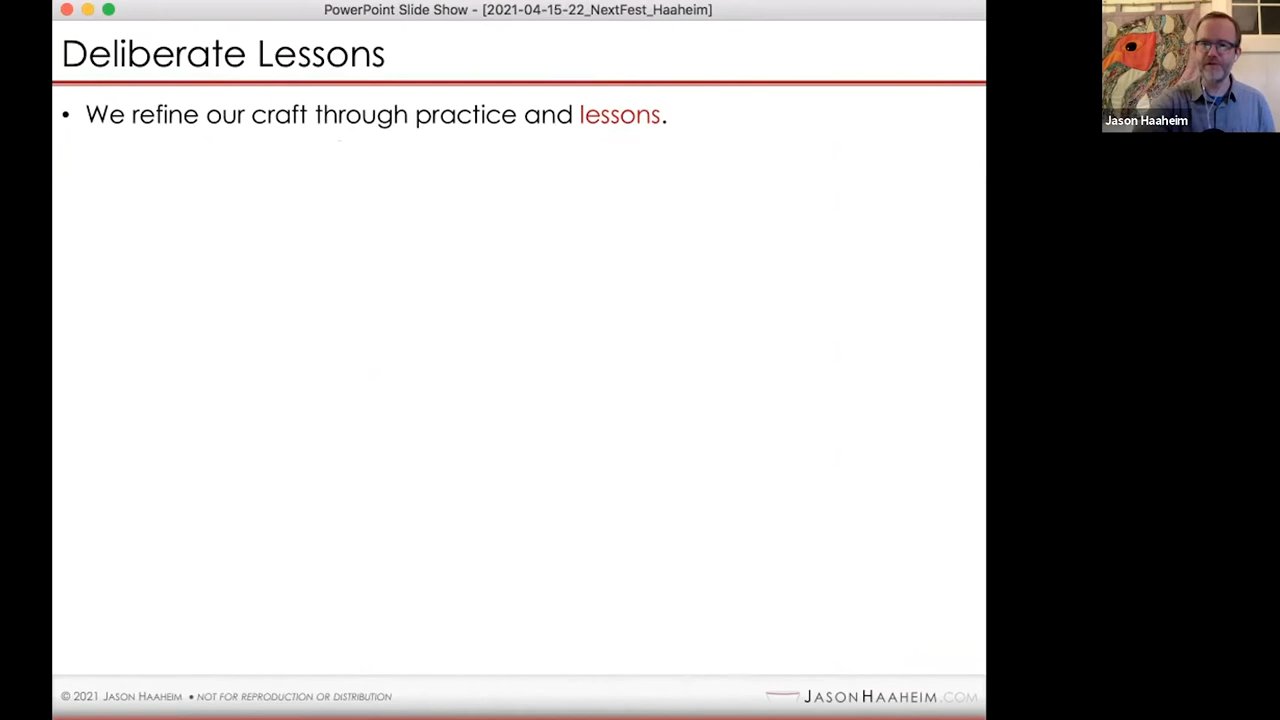 PowerPoint Slide Show - [2021-04-15-22_NextFest_Haaheim]
Deliberate Lessons
• We refine our craft through practice and lessons.
Jason Haaheim
© 2021 JASON HAAHEIM • NOT FOR REPRODUCTION OR DISTRIBUTION
JASONHAAHEIM.COM